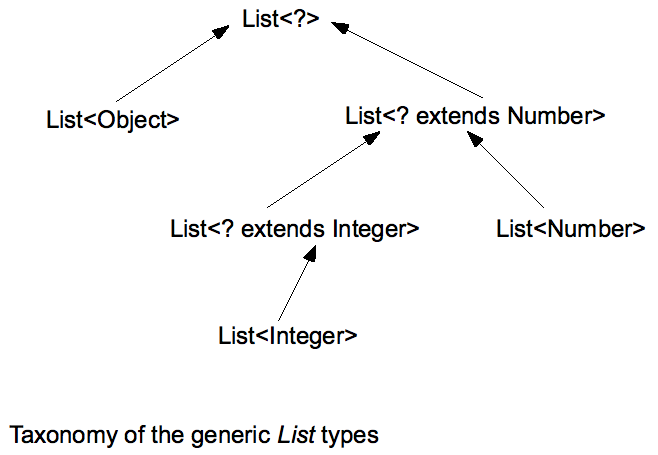 List<?>
List<Object>
List<? extends Number>
List<? extends Integer>
List<Number>
List<Integer>
Taxonomy of the generic List types